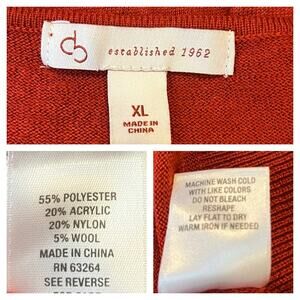 established 1962
XL
MADE IN
CHINA
55% POLYESTER
20% ACRYLIC
20% NYLON
5% WOOL
MADE IN CHINA
RN 63264
SEE REVERSE
MACHINE WASH COLD
WITH LIKE COLORS
DO NOT BLEACH
RESHAPE
LAY FLAT TO DRY
WARM IRON IF NEEDED